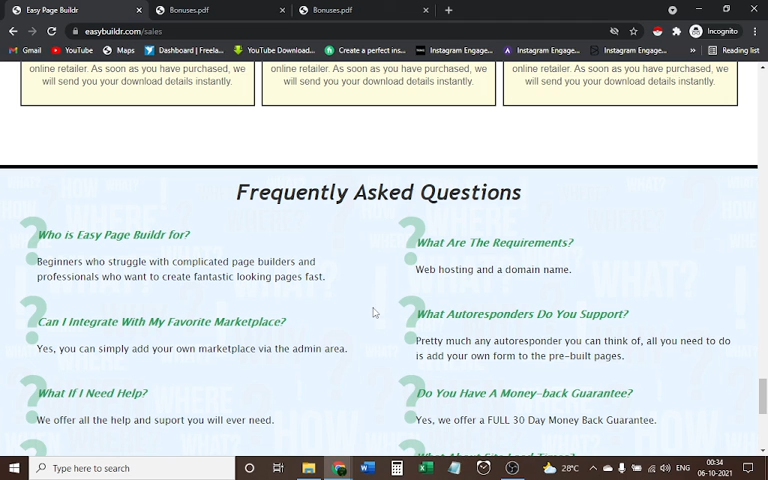 Easy Page Buildr
Bonuses.pdf
Bonuses.pdf
easybuildr.org/sales
Incognito
Gmail
YouTube
Maps
Dashboard | Freela...
YouTube Download...
Create a perfect ins...
Instagram Engage...
Instagram Engage...
Instagram Engage...
Reading list
online retailer. As soon as you have purchased, we
will send you your download details instantly.
online retailer. As soon as you have purchased, we
will send you your download details instantly.
online retailer. As soon as you have purchased, we
will send you your download details instantly.
Frequently Asked Questions
Who is Easy Page Buildr for?
Beginners who struggle with complicated page builders and
professionals who want to create fantastic looking pages fast.
Can I Integrate With My Favorite Marketplace?
Yes, you can simply add your own marketplace via the admin area.
What If I Need Help?
We offer all the help and suport you will ever need.
What Are The Requirements?
Web hosting and a domain name.
What Autoresponders Do You Support?
Pretty much any autoresponder you can think of, all you need to do
is add your own form to the pre-built pages.
Do You Have A Money-back Guarantee?
Yes, we offer a FULL 30 Day Money Back Guarantee.
What About Site Load Times?
Type here to search
28°C
ENG
00:34
06-10-2021